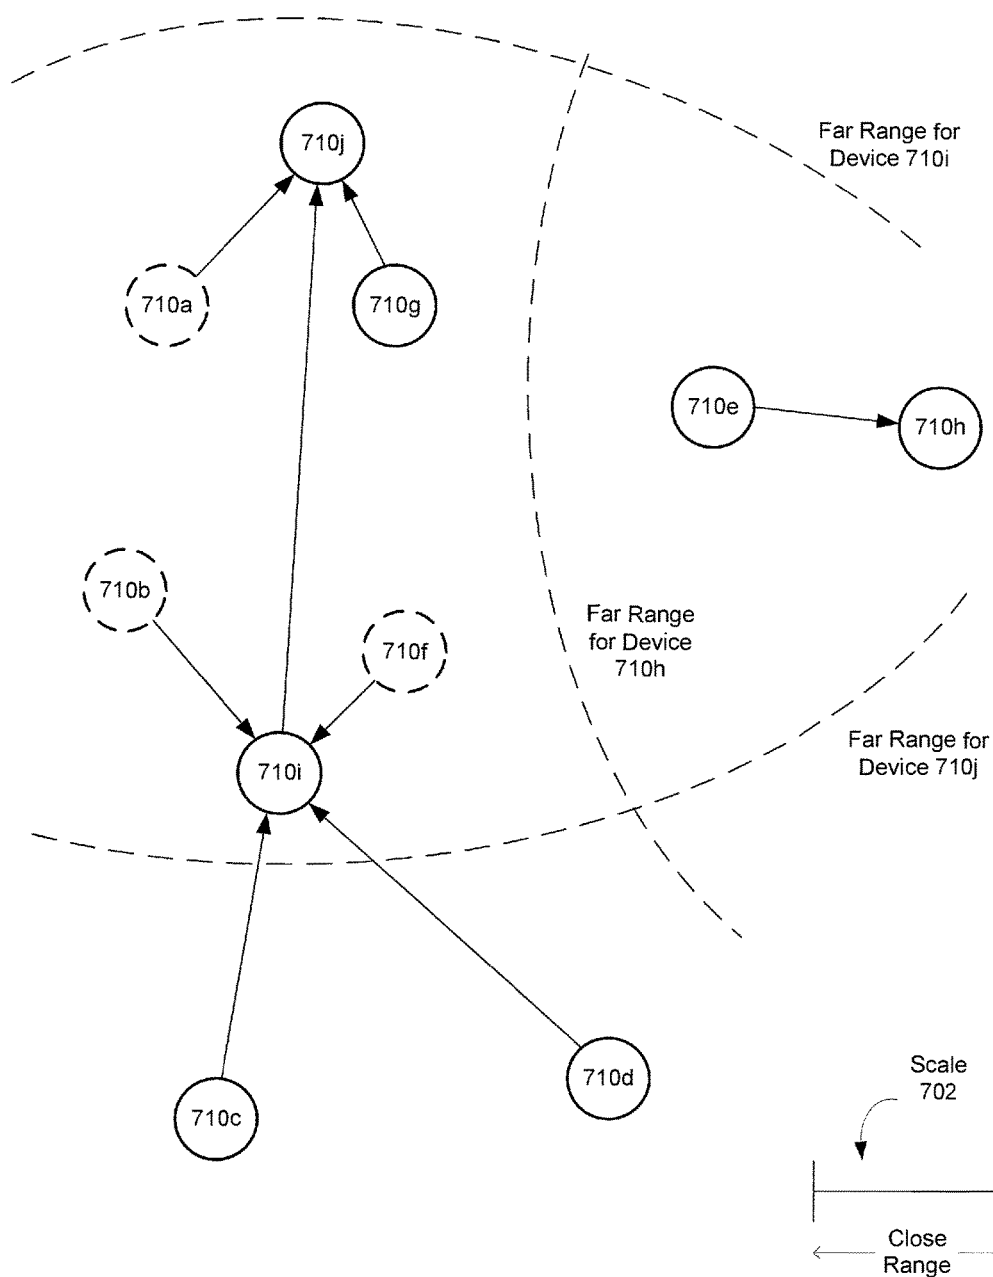 Far Range for
Device 710i
710j
710a
710g
710e
710h
710b
710f
Far Range
for Device
710h
710i
Far Range for
Device 710j
710c
710d
Scale
702
Close
Range